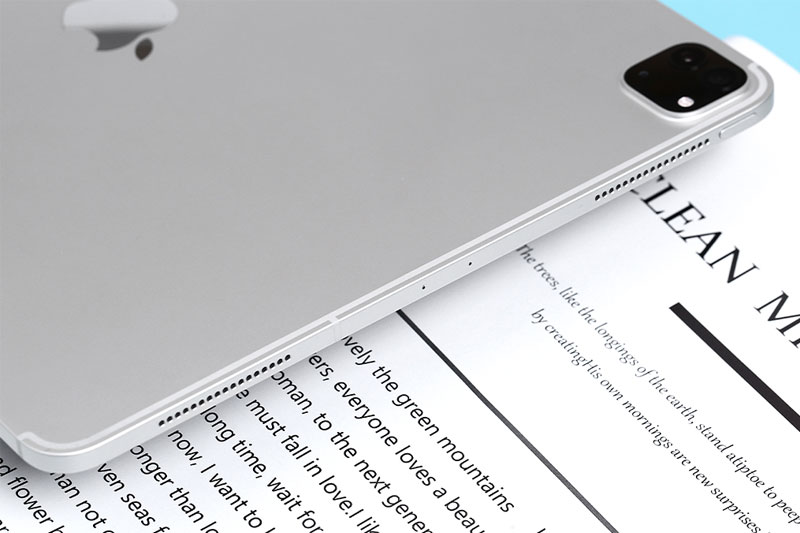 CLEAN
The trees, like the longings of the earth, stand atiploe to peep
by creatingHis own mornings are new surprises
vely the green mountains
ers, everyone loves a beau
oman, to the next gener
e must fall in love.I lik
now, I want to l
long time, wait for
onger than lo
ven seas f
han not c
d flower b